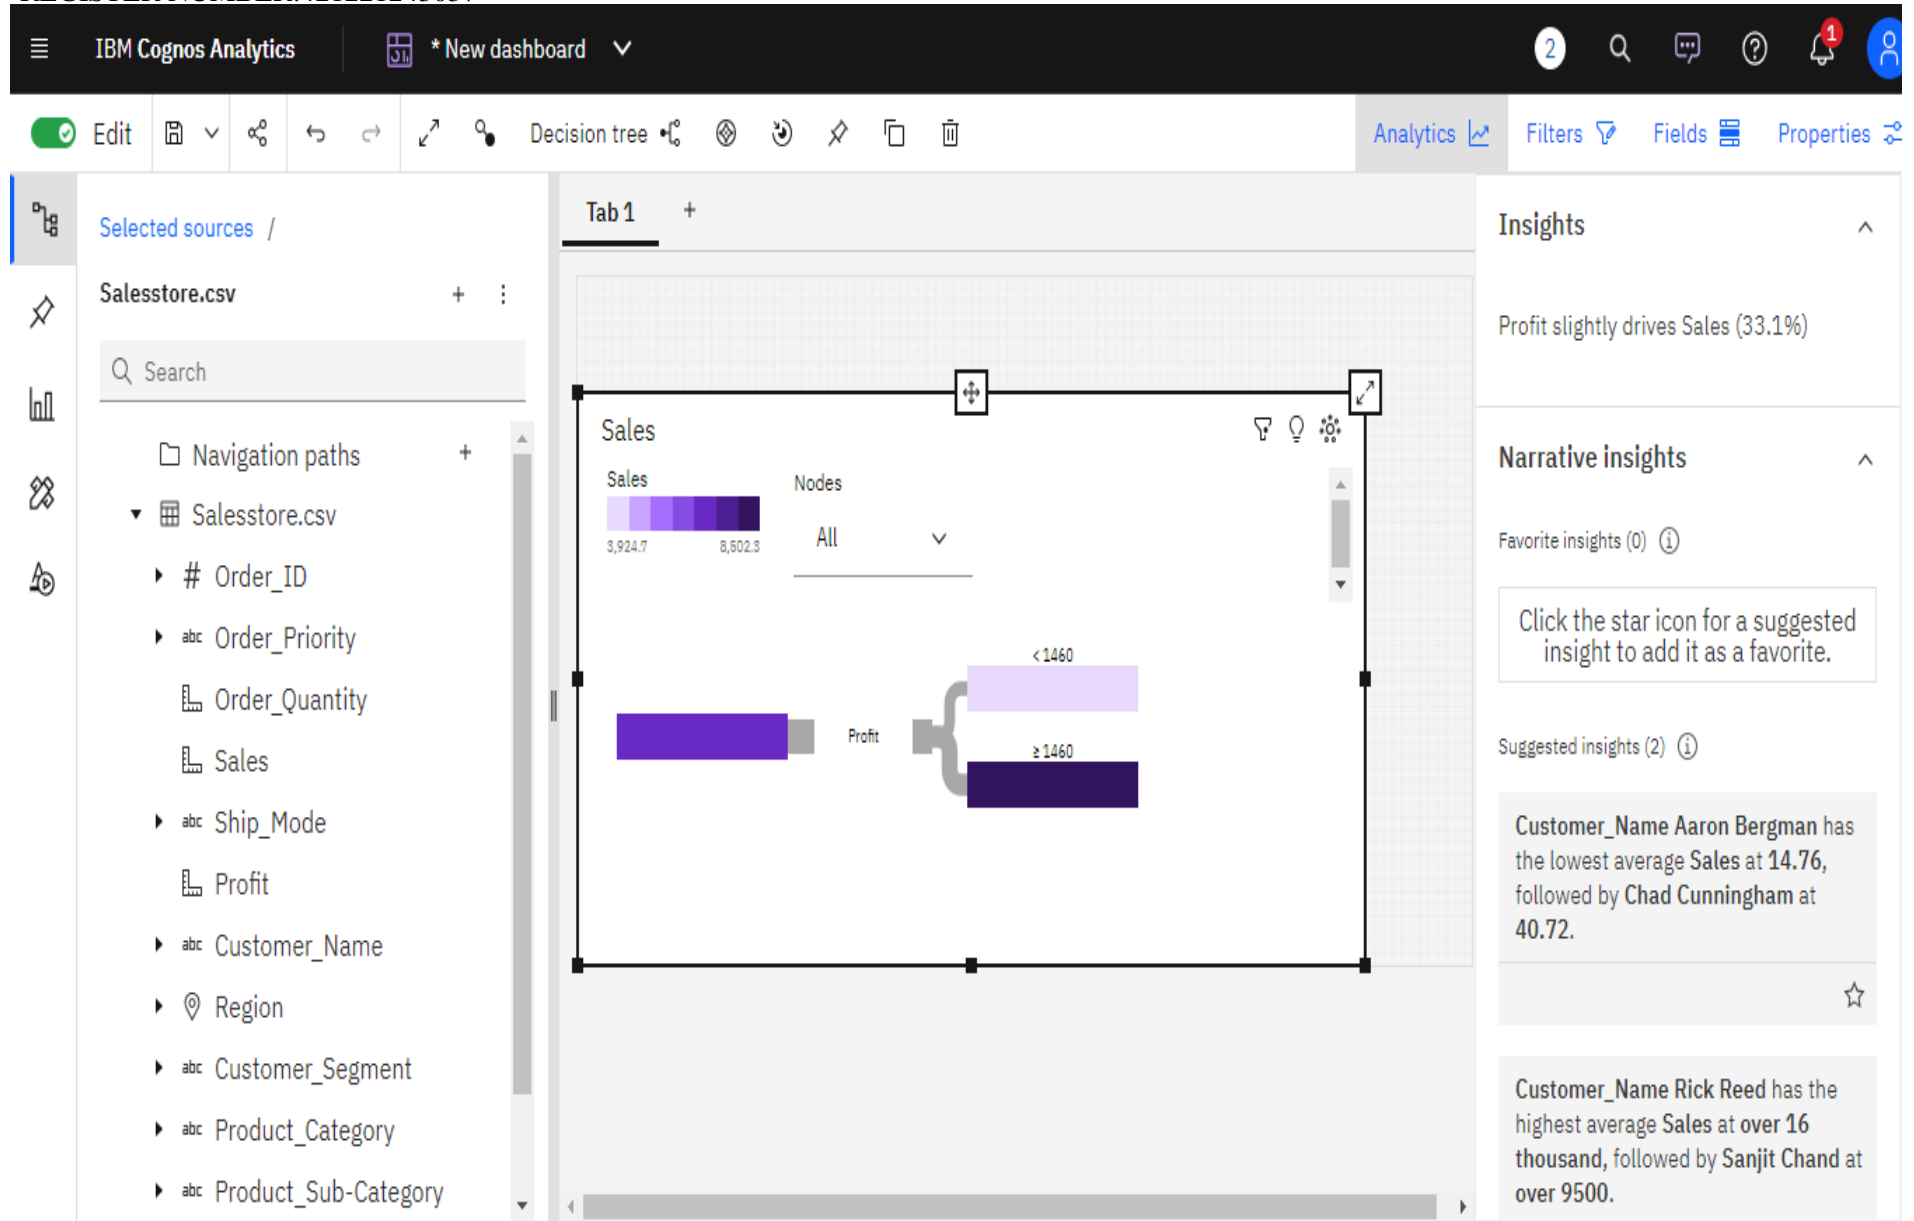 IBM Cognos Analytics
* New dashboard
2
1
Edit
Decision tree
Analytics
Filters
Fields
Properties
Selected sources /
Salesstore.csv
Search
Navigation paths
Salesstore.csv
# Order_ID
abc Order_Priority
Order_Quantity
Sales
abc Ship_Mode
Profit
abc Customer_Name
Region
abc Customer_Segment
abc Product_Category
abc Product_Sub-Category
Tab 1 +
Sales
Sales
3,924.7 8,502.3
Nodes
All
Profit
< 1460
≥ 1460
Insights
Profit slightly drives Sales (33.1%)
Narrative insights
Favorite insights (0)
Click the star icon for a suggested
insight to add it as a favorite.
Suggested insights (2)
Customer_Name Aaron Bergman has
the lowest average Sales at 14.76,
followed by Chad Cunningham at
40.72.
Customer_Name Rick Reed has the
highest average Sales at over 16
thousand, followed by Sanjit Chand at
over 9500.